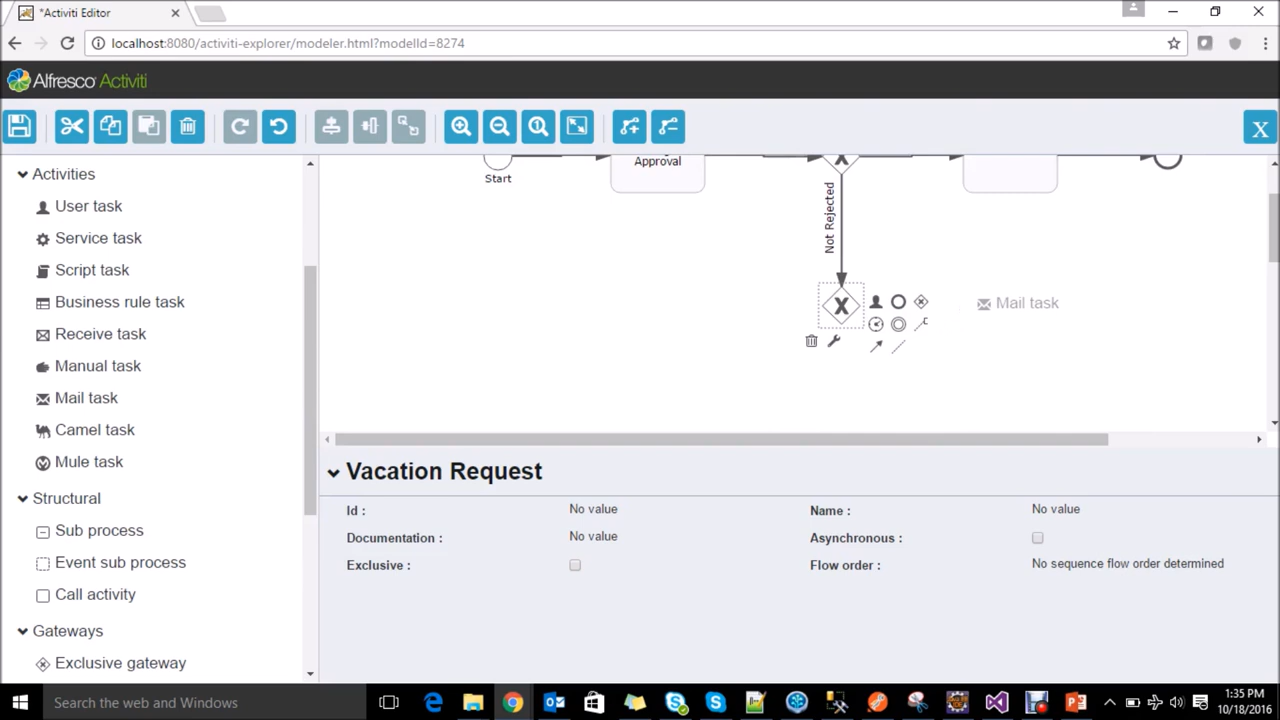 *Activiti Editor
localhost:8080/activiti-explorer/modeler.html?modelId=8274
Alfresco Activiti
X
Activities
User task
Service task
Script task
Business rule task
Receive task
Manual task
Mail task
Camel task
Mule task
Structural
Sub process
Event sub process
Call activity
Gateways
Exclusive gateway
Start
Approval
Not Rejected
Mail task
Vacation Request
Id : No value Name : No value
Documentation : No value Asynchronous :
Exclusive : Flow order : No sequence flow order determined
Search the web and Windows
1:35 PM
10/18/2016